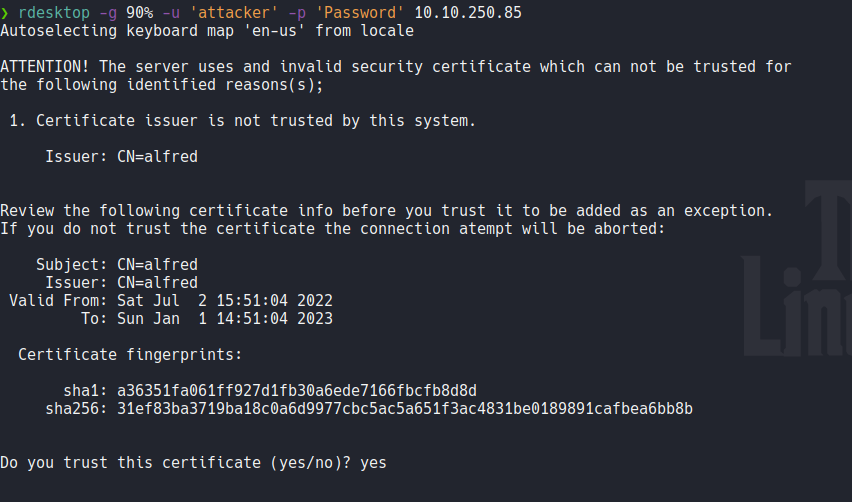 ❯ rdesktop -g 90% -u 'attacker' -p 'Password' 10.10.250.85
Autoselecting keyboard map 'en-us' from locale
ATTENTION! The server uses and invalid security certificate which can not be trusted for
the following identified reasons(s);
1. Certificate issuer is not trusted by this system.
Issuer: CN=alfred
Review the following certificate info before you trust it to be added as an exception.
If you do not trust the certificate the connection atempt will be aborted:
Subject: CN=alfred
Issuer: CN=alfred
Valid From: Sat Jul  2 15:51:04 2022
To: Sun Jan  1 14:51:04 2023
Certificate fingerprints:
sha1: a36351fa061ff927d1fb30a6ede7166fbcfb8d8d
sha256: 31ef83ba3719ba18c0a6d9977cbc5ac5a651f3ac4831be0189891cafbea6bb8b
Do you trust this certificate (yes/no)? yes